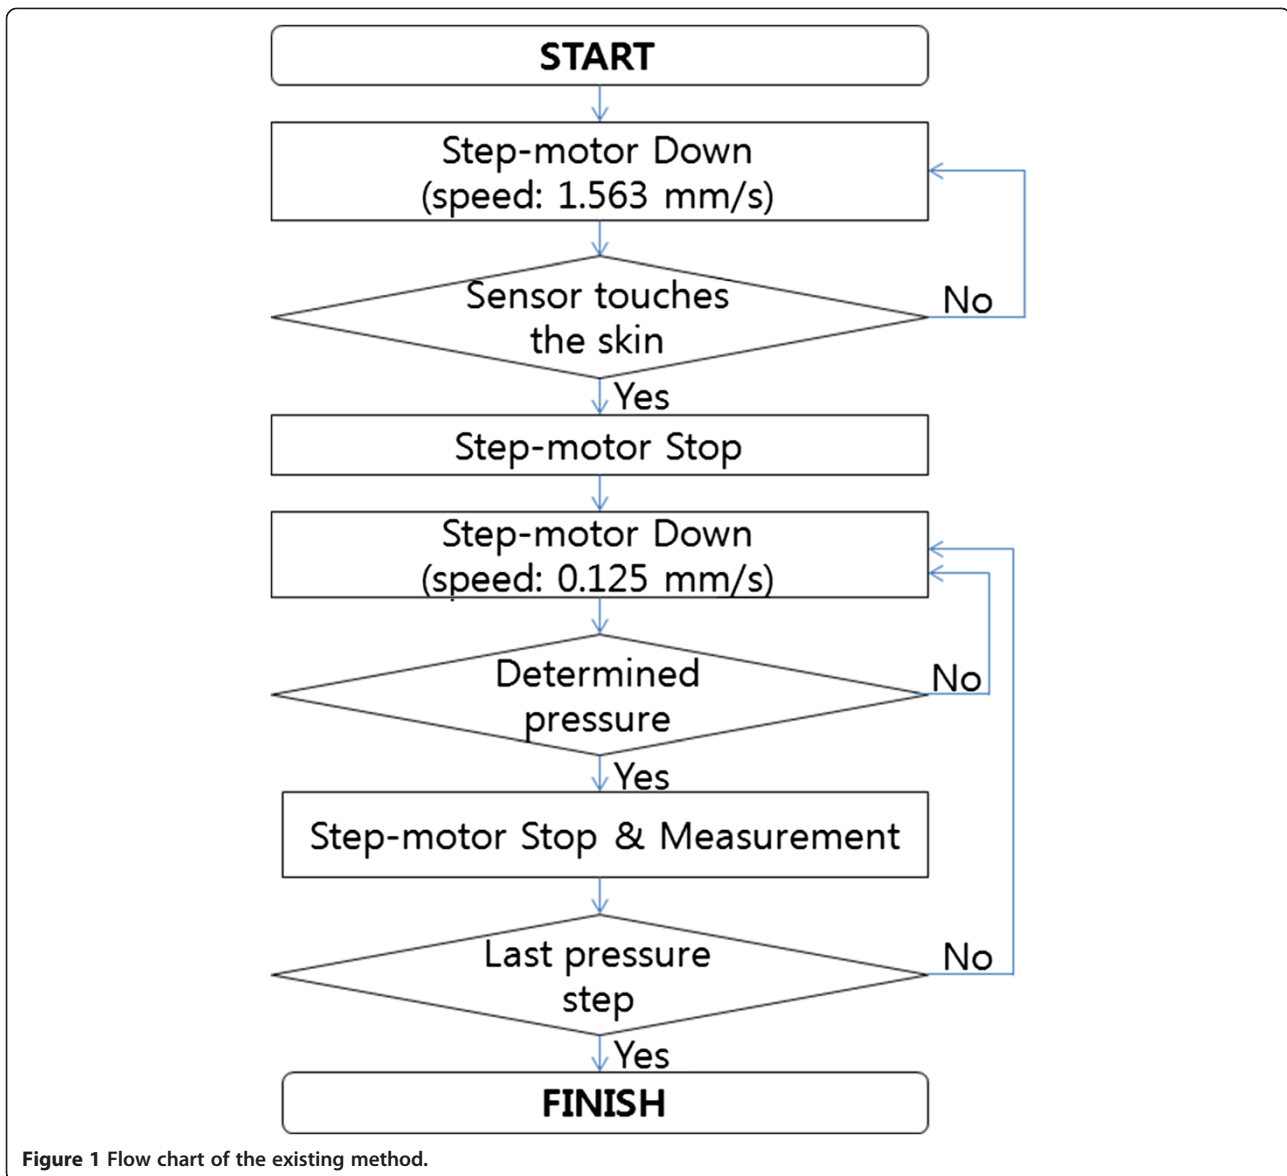 START
Step-motor Down
(speed: 1.563 mm/s)
Sensor touches
the skin
No
Yes
Step-motor Stop
Step-motor Down
(speed: 0.125 mm/s)
Determined
pressure
No
Yes
Step-motor Stop & Measurement
Last pressure
step
No
Yes
FINISH
Figure 1 Flow chart of the existing method.